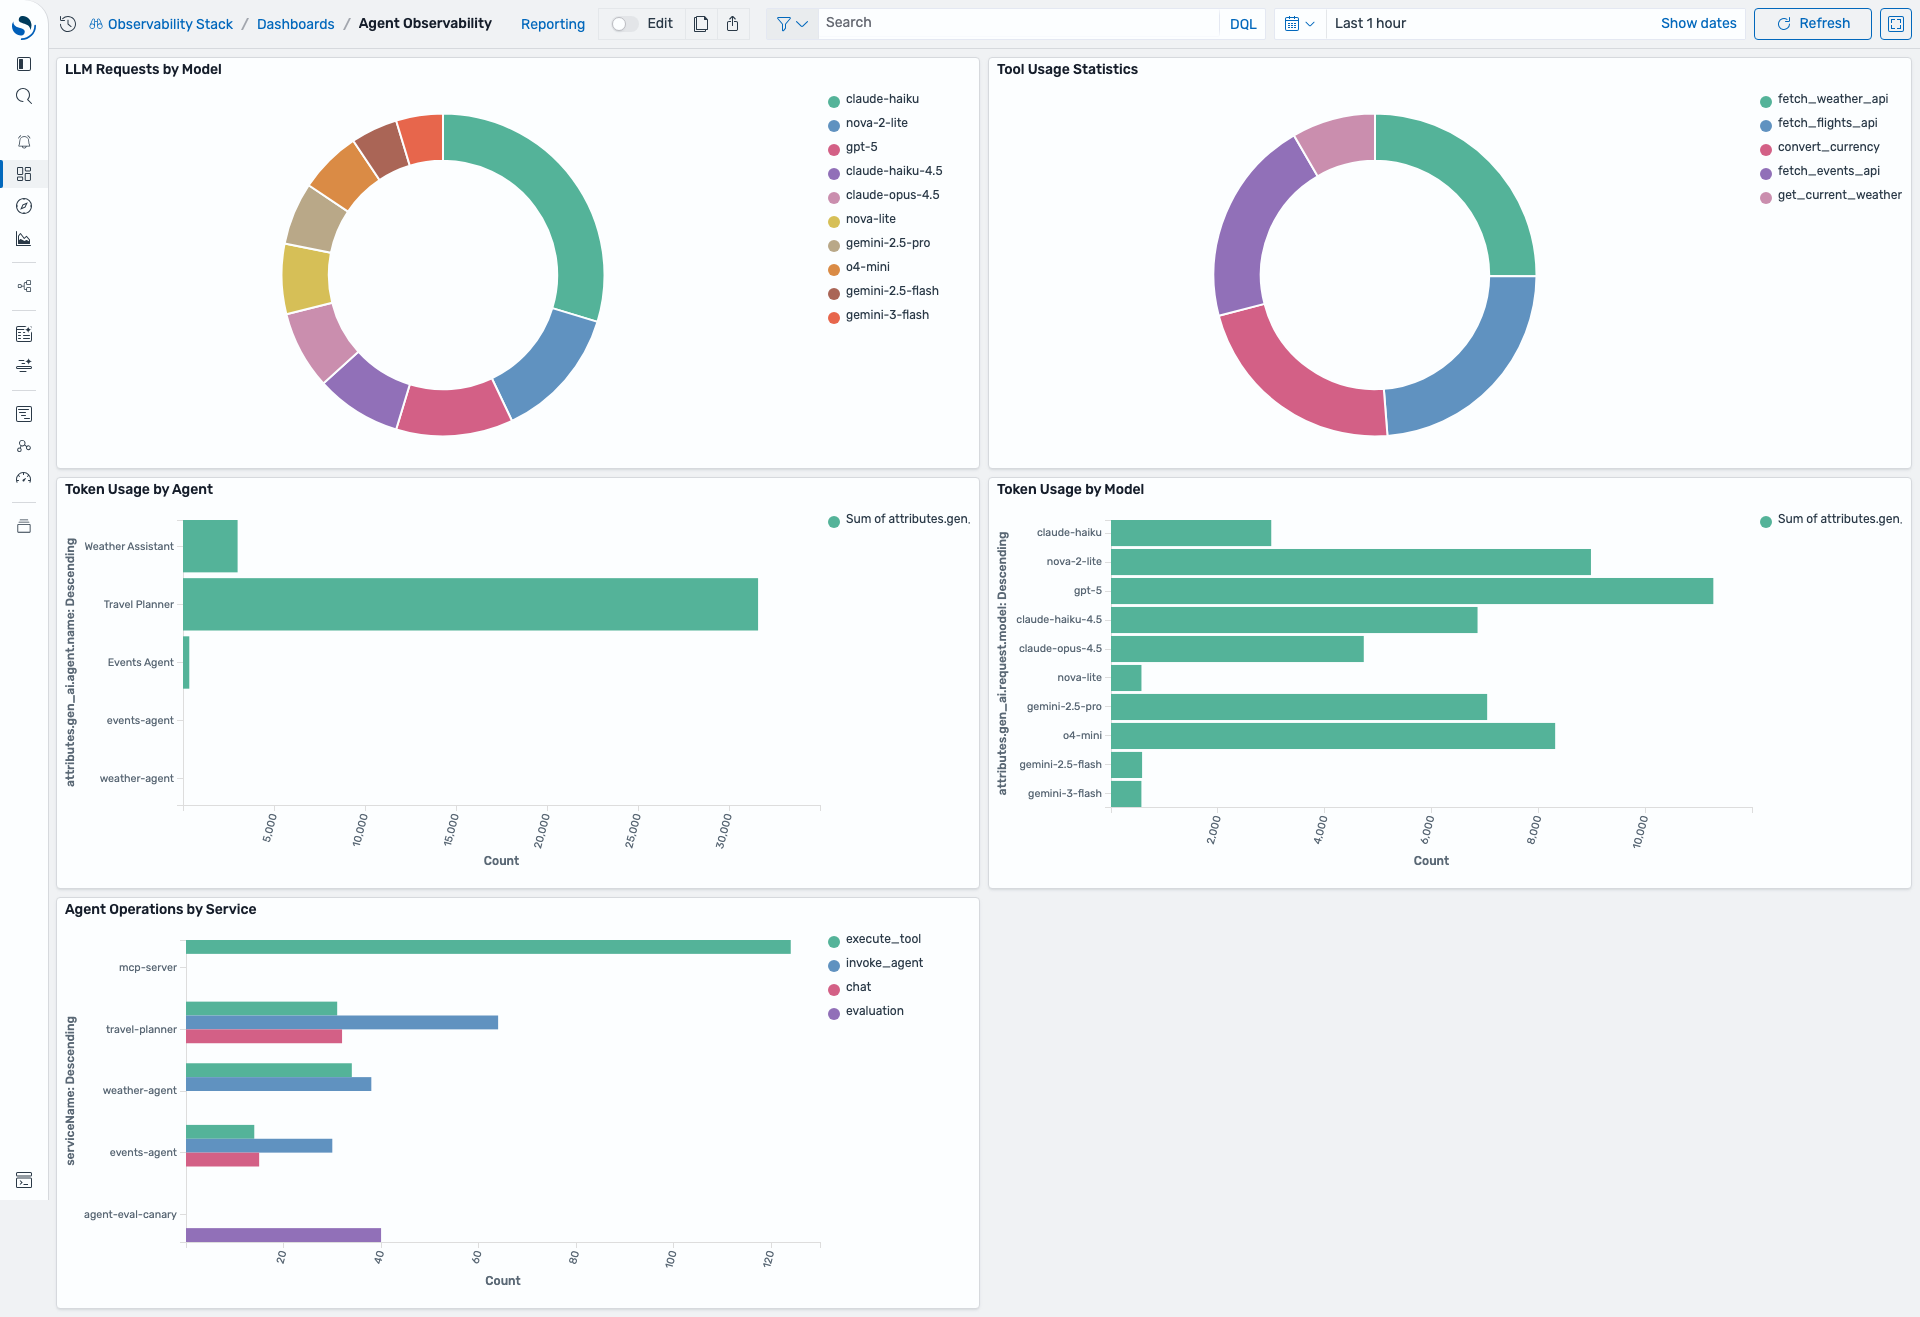 Observability Stack / Dashboards / Agent Observability Reporting Edit Search DQL Last 1 hour Show dates Refresh
LLM Requests by Model
claude-haiku
nova-2-lite
gpt-5
claude-haiku-4.5
claude-opus-4.5
nova-lite
gemini-2.5-pro
o4-mini
gemini-2.5-flash
gemini-3-flash
Tool Usage Statistics
fetch_weather_api
fetch_flights_api
convert_currency
fetch_events_api
get_current_weather
Token Usage by Agent
Sum of attributes.gen.
attributes.gen_ai.agent.name: Descending
Weather Assistant
Travel Planner
Events Agent
events-agent
weather-agent
5,000 10,000 15,000 20,000 25,000 30,000
Count
Token Usage by Model
Sum of attributes.gen.
attributes.gen_ai.request.model: Descending
claude-haiku
nova-2-lite
gpt-5
claude-haiku-4.5
claude-opus-4.5
nova-lite
gemini-2.5-pro
o4-mini
gemini-2.5-flash
gemini-3-flash
2,000 4,000 6,000 8,000 10,000
Count
Agent Operations by Service
execute_tool
invoke_agent
chat
evaluation
serviceName: Descending
mcp-server
travel-planner
weather-agent
events-agent
agent-eval-canary
20 40 60 80 100 120
Count